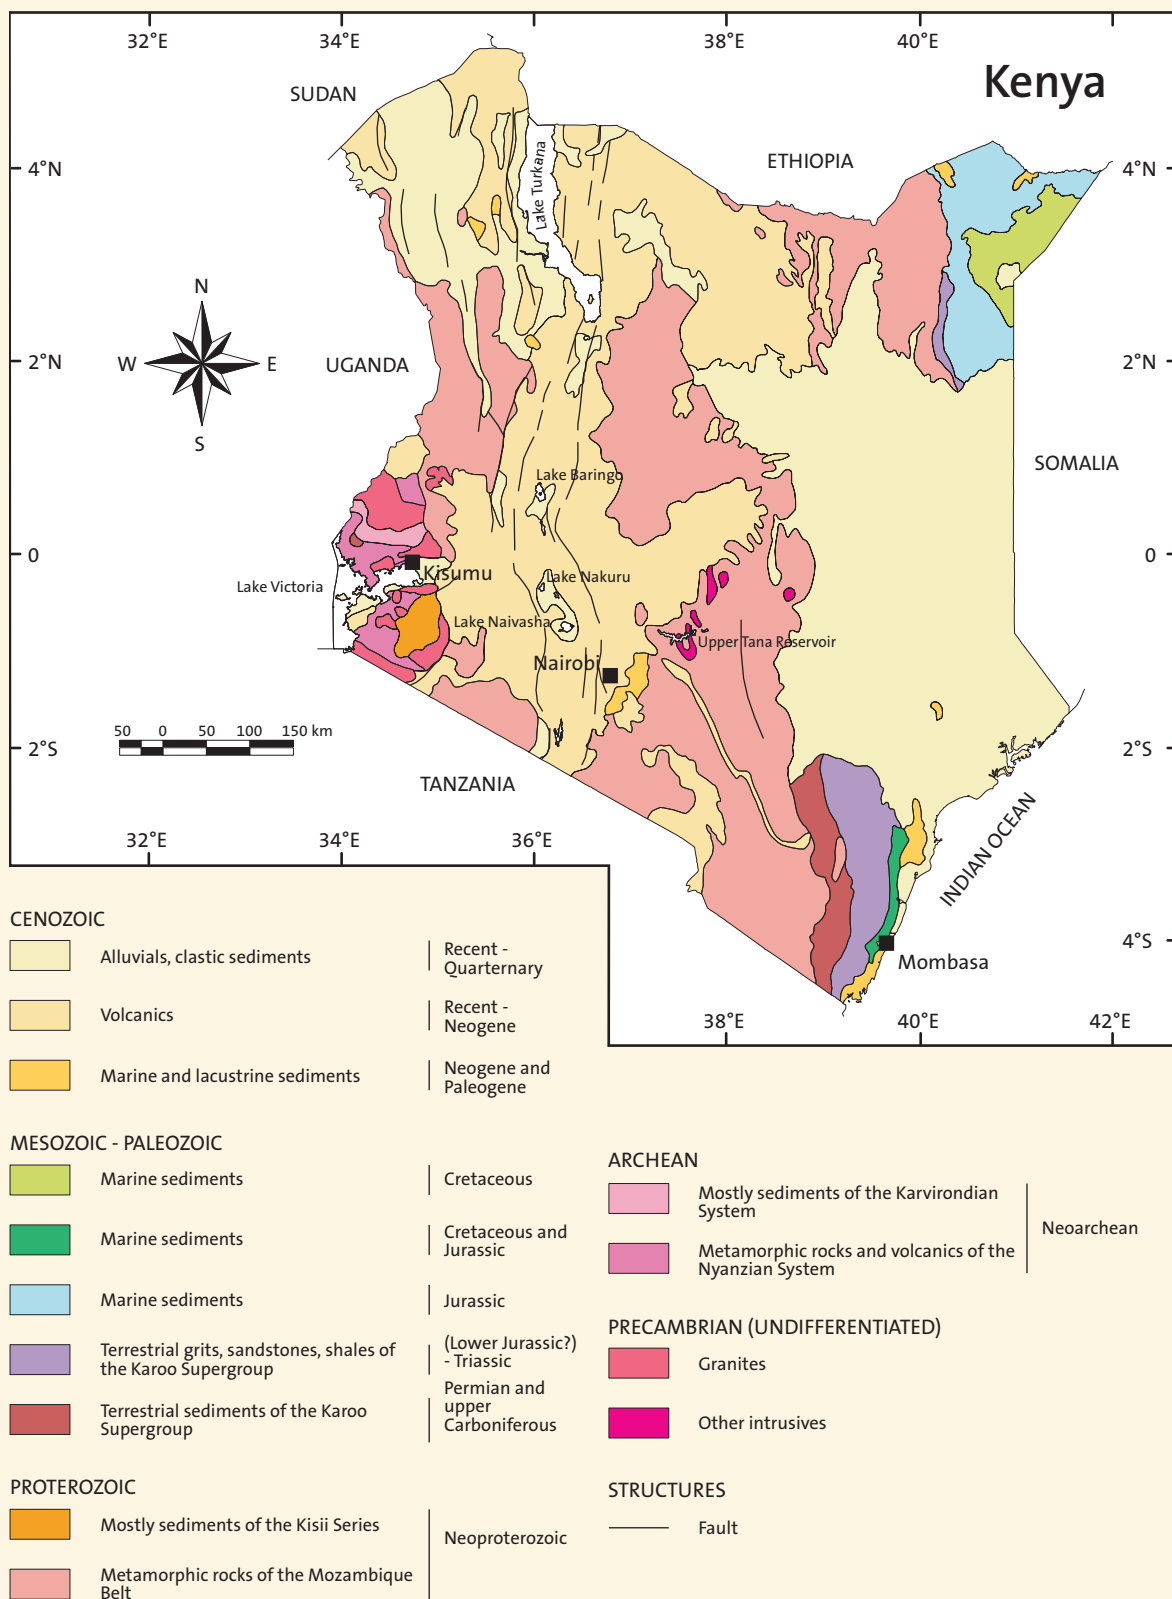 32°E
34°E
38°E
40°E
Kenya
SUDAN
ETHIOPIA
4°N
4°N
Lake Turkana
N
W
E
S
2°N
UGANDA
2°N
SOMALIA
Lake Baringo
0
0
Kisumu
Lake Nakuru
Lake Victoria
Lake Naivasha
Upper Tana Reservoir
Nairobi
50 0 50 100 150 km
2°S
2°S
TANZANIA
INDIAN OCEAN
32°E
34°E
36°E
4°S
Mombasa
38°E
40°E
42°E
CENOZOIC
Alluvials, clastic sediments
Recent -
Quarternary
Volcanics
Recent -
Neogene
Marine and lacustrine sediments
Neogene and
Paleogene
MESOZOIC - PALEOZOIC
Marine sediments
Cretaceous
Marine sediments
Cretaceous and
Jurassic
Marine sediments
Jurassic
Terrestrial grits, sandstones, shales of
the Karoo Supergroup
(Lower Jurassic?)
- Triassic
Terrestrial sediments of the Karoo
Supergroup
Permian and
upper
Carboniferous
PROTEROZOIC
Mostly sediments of the Kisii Series
Metamorphic rocks of the Mozambique
Belt
Neoproterozoic
ARCHEAN
Mostly sediments of the Karvirondian
System
Metamorphic rocks and volcanics of the
Nyanzian System
Neoarchean
PRECAMBRIAN (UNDIFFERENTIATED)
Granites
Other intrusives
STRUCTURES
Fault